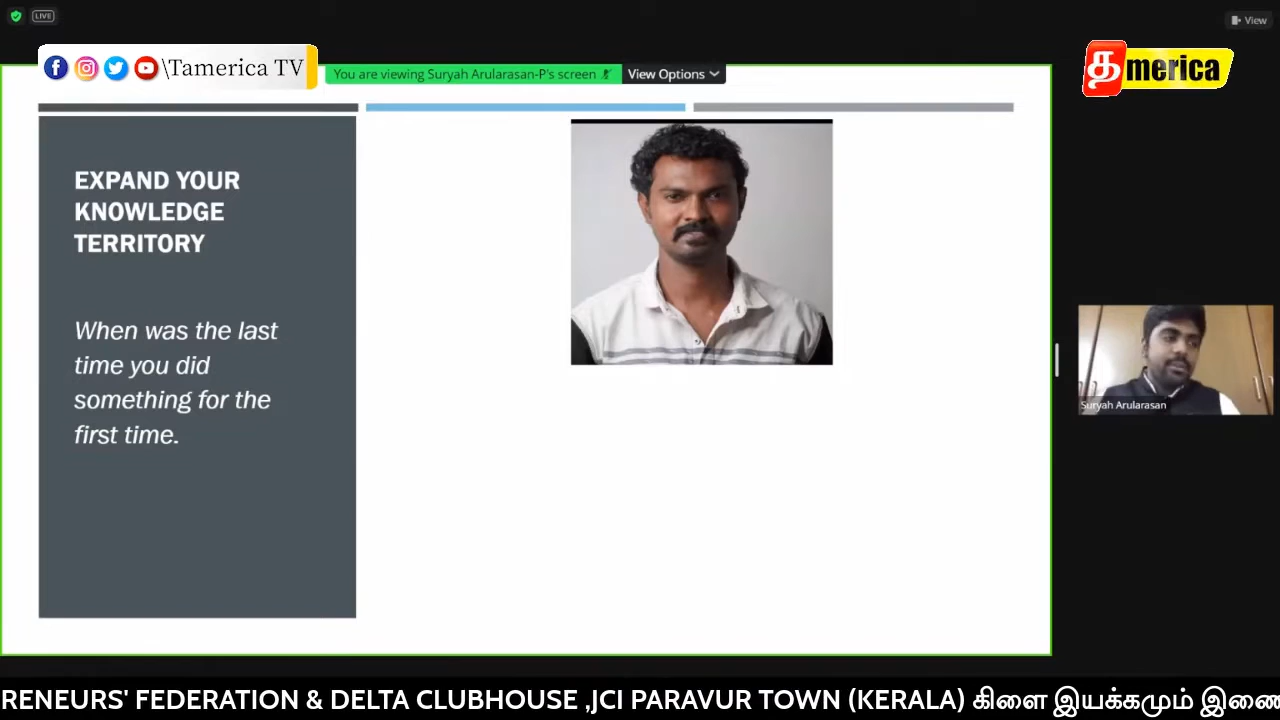 LIVE
View
\Tamerica TV
You are viewing Suryah Arularasan-P's screen
View Options
தmerica
EXPAND YOUR
KNOWLEDGE
TERRITORY
When was the last
time you did
something for the
first time.
Suryah Arularasan
RENEURS' FEDERATION & DELTA CLUBHOUSE ,JCI PARAVUR TOWN (KERALA) கிளை இயக்கமும் இணை